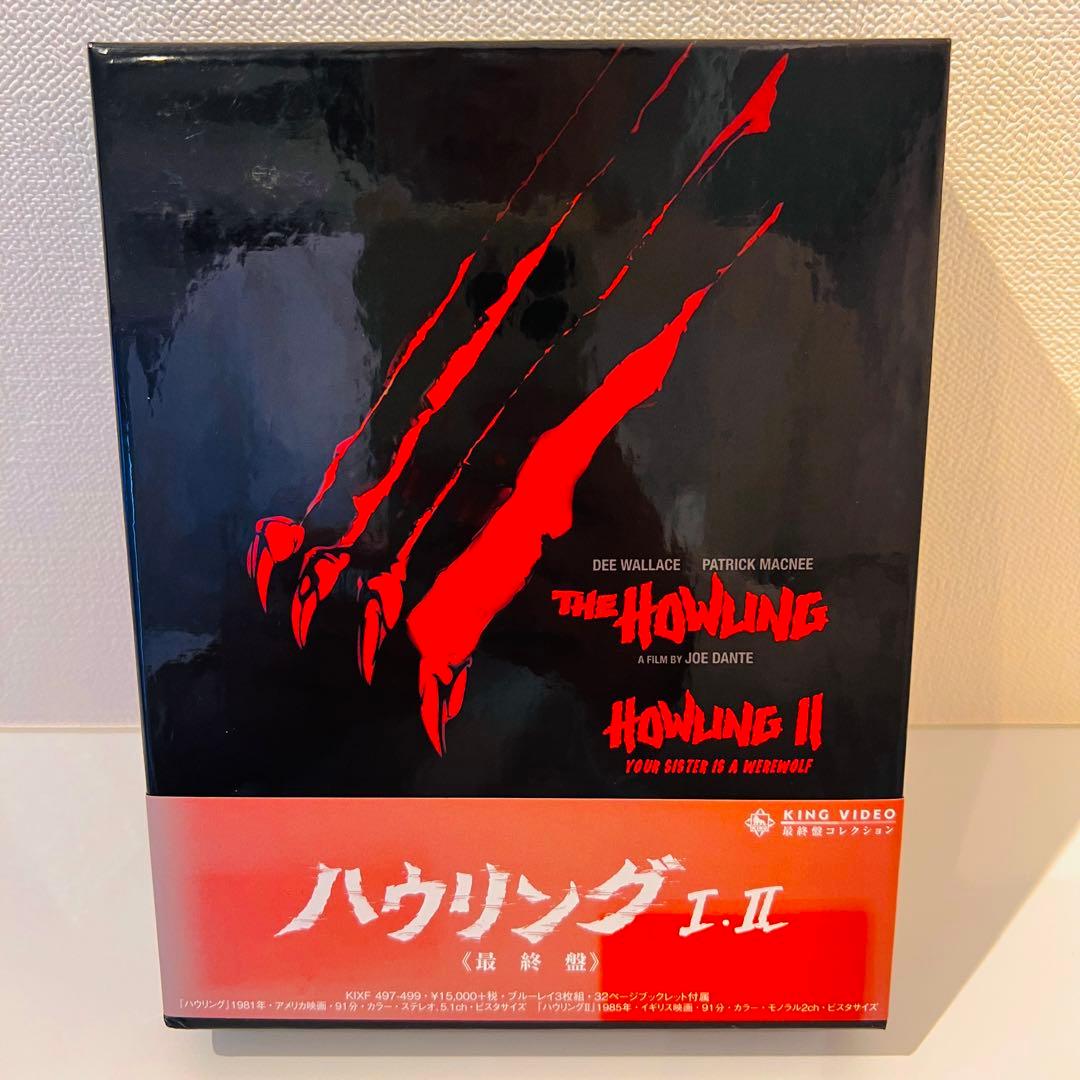 DEE WALLACE PATRICK MACNEE
THE HOWLING
A FILM BY JOE DANTE
HOWLING II
YOUR SISTER IS A WEREWOLF
KING VIDEO
最終盤コレクション
ハウリング I・II
《最終盤》
KIXF 497-499・¥15,000+税・ブルーレイ3枚組・32ページブックレット付属
「ハウリング」1981年・アメリカ映画・91分・カラー・ステレオ、5.1ch・ビスタサイズ 「ハウリングII」1985年・イギリス映画・91分・カラー・モノラル2ch・ビスタサイズ